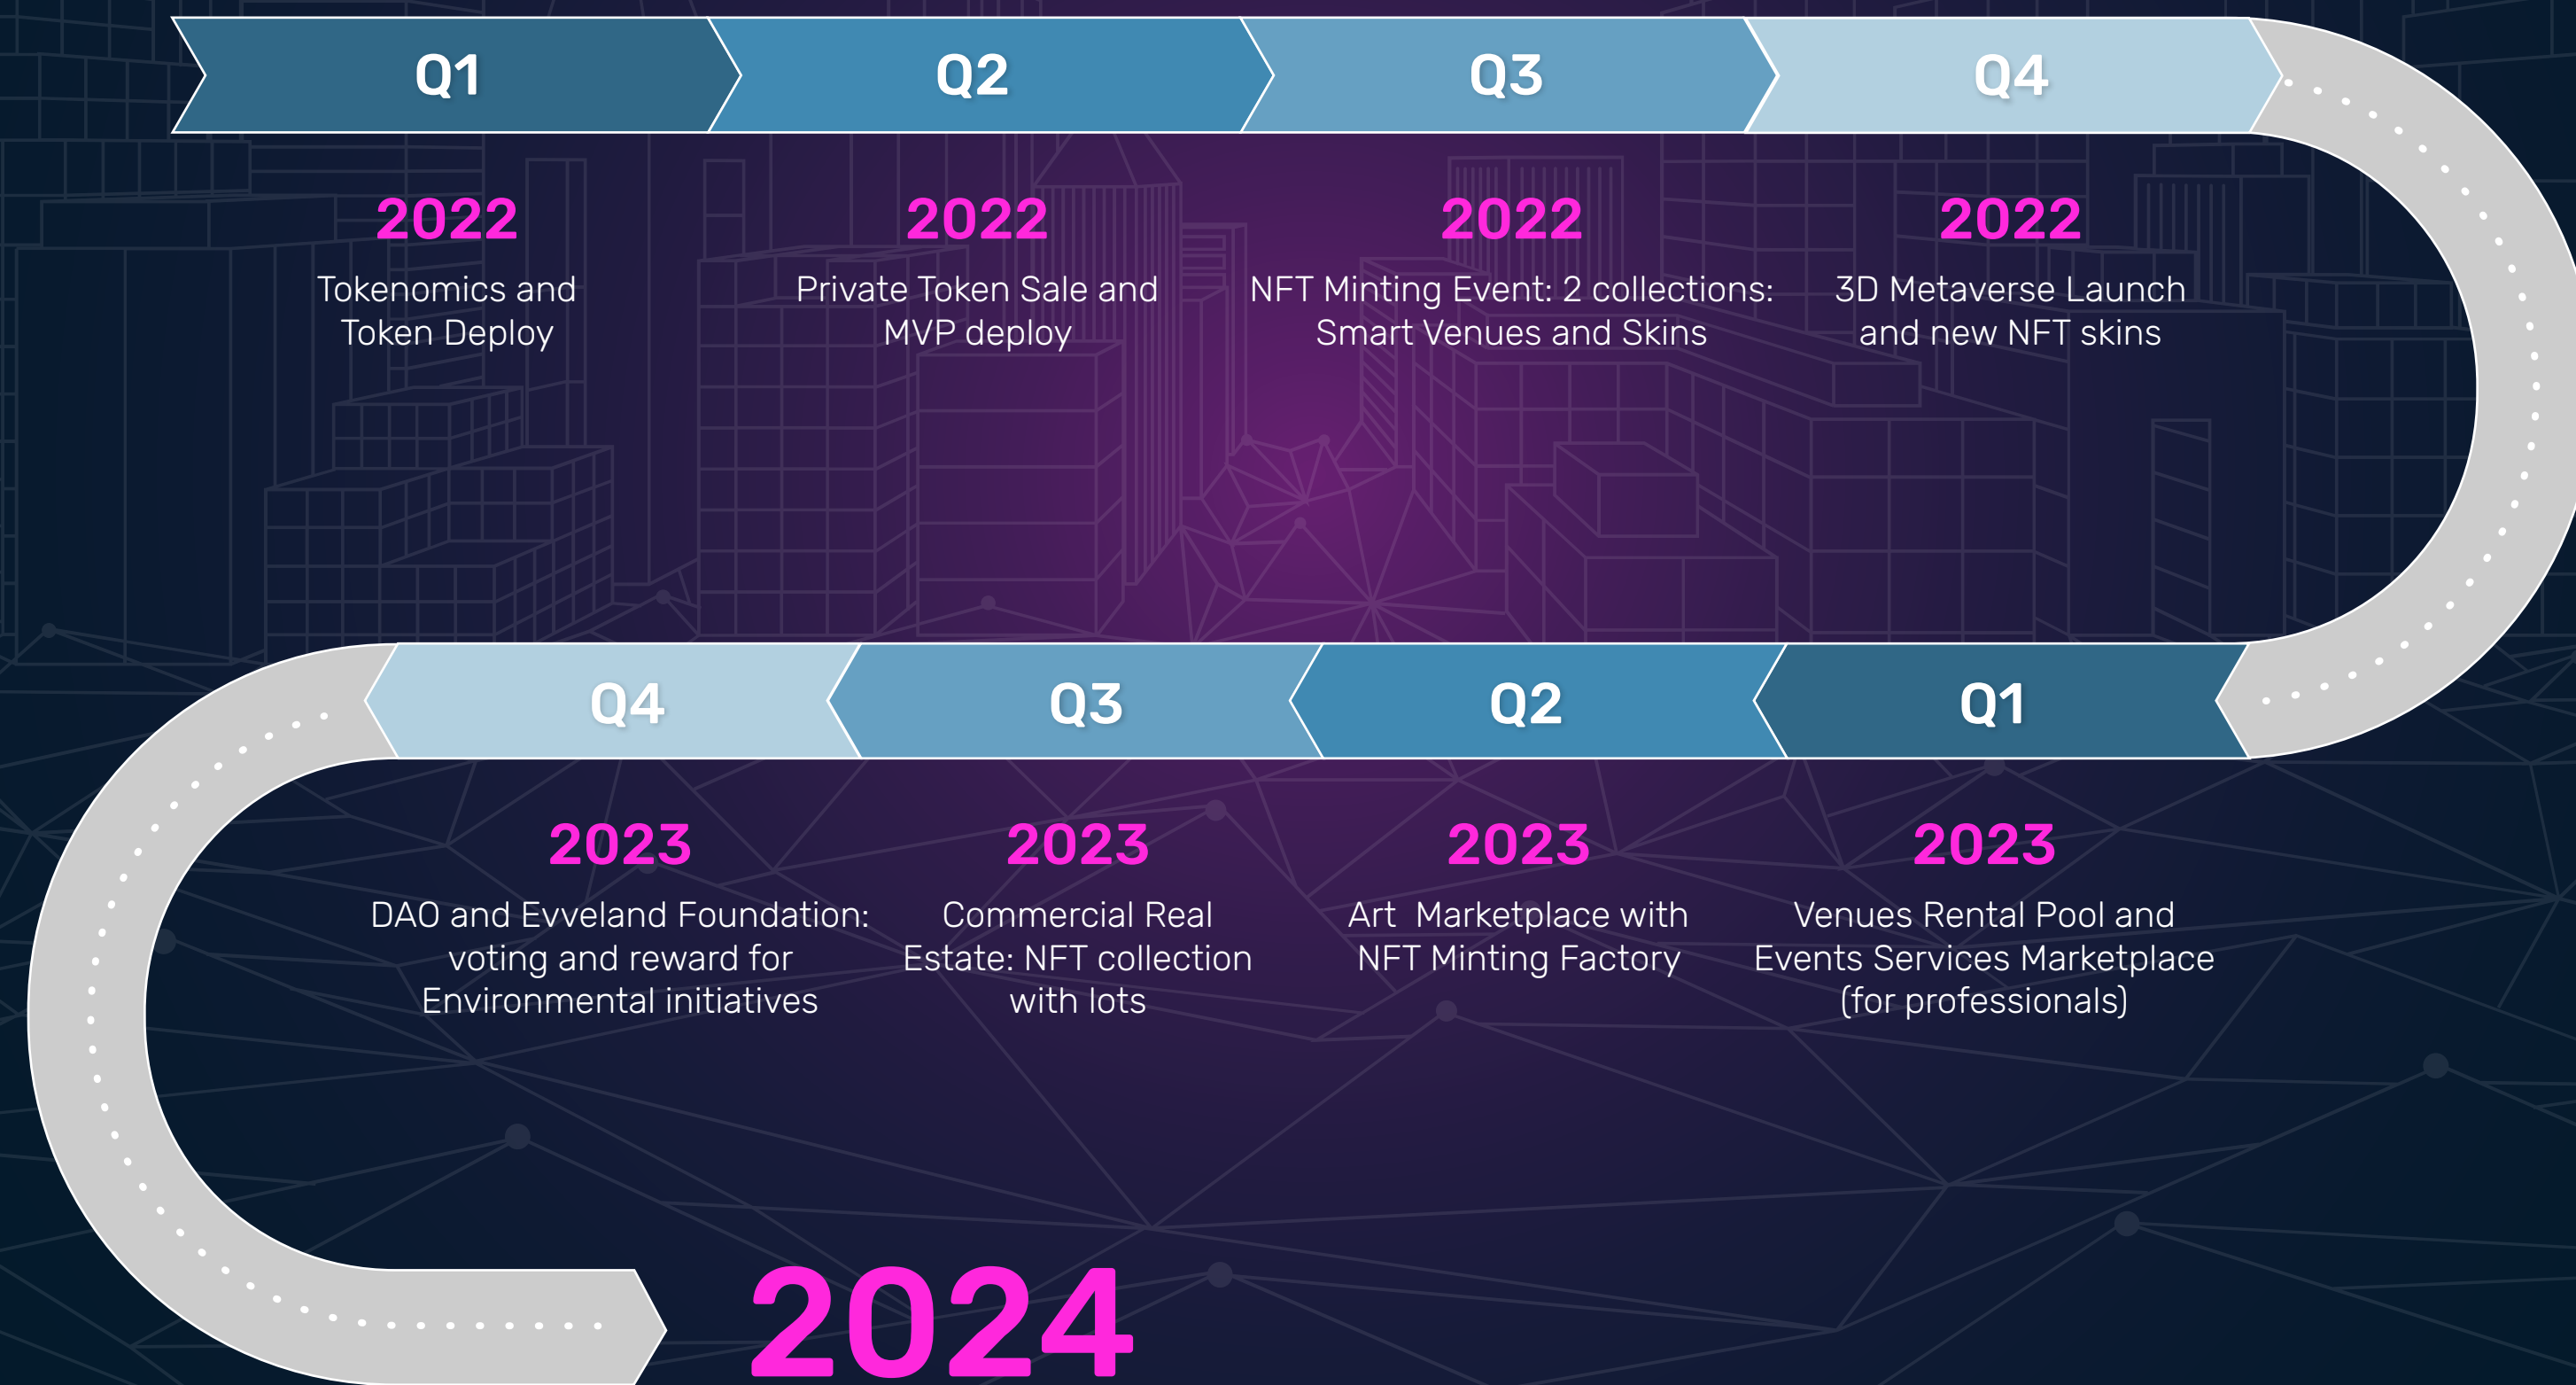 Q1
Q2
Q3
Q4
2022
Tokenomics and
Token Deploy
2022
Private Token Sale and
MVP deploy
2022
NFT Minting Event: 2 collections:
Smart Venues and Skins
2022
3D Metaverse Launch
and new NFT skins
Q4
Q3
Q2
Q1
2023
DAO and Evveland Foundation:
voting and reward for
Environmental initiatives
2023
Commercial Real
Estate: NFT collection
with lots
2023
Art  Marketplace with
NFT Minting Factory
2023
Venues Rental Pool and
Events Services Marketplace
(for professionals)
2024